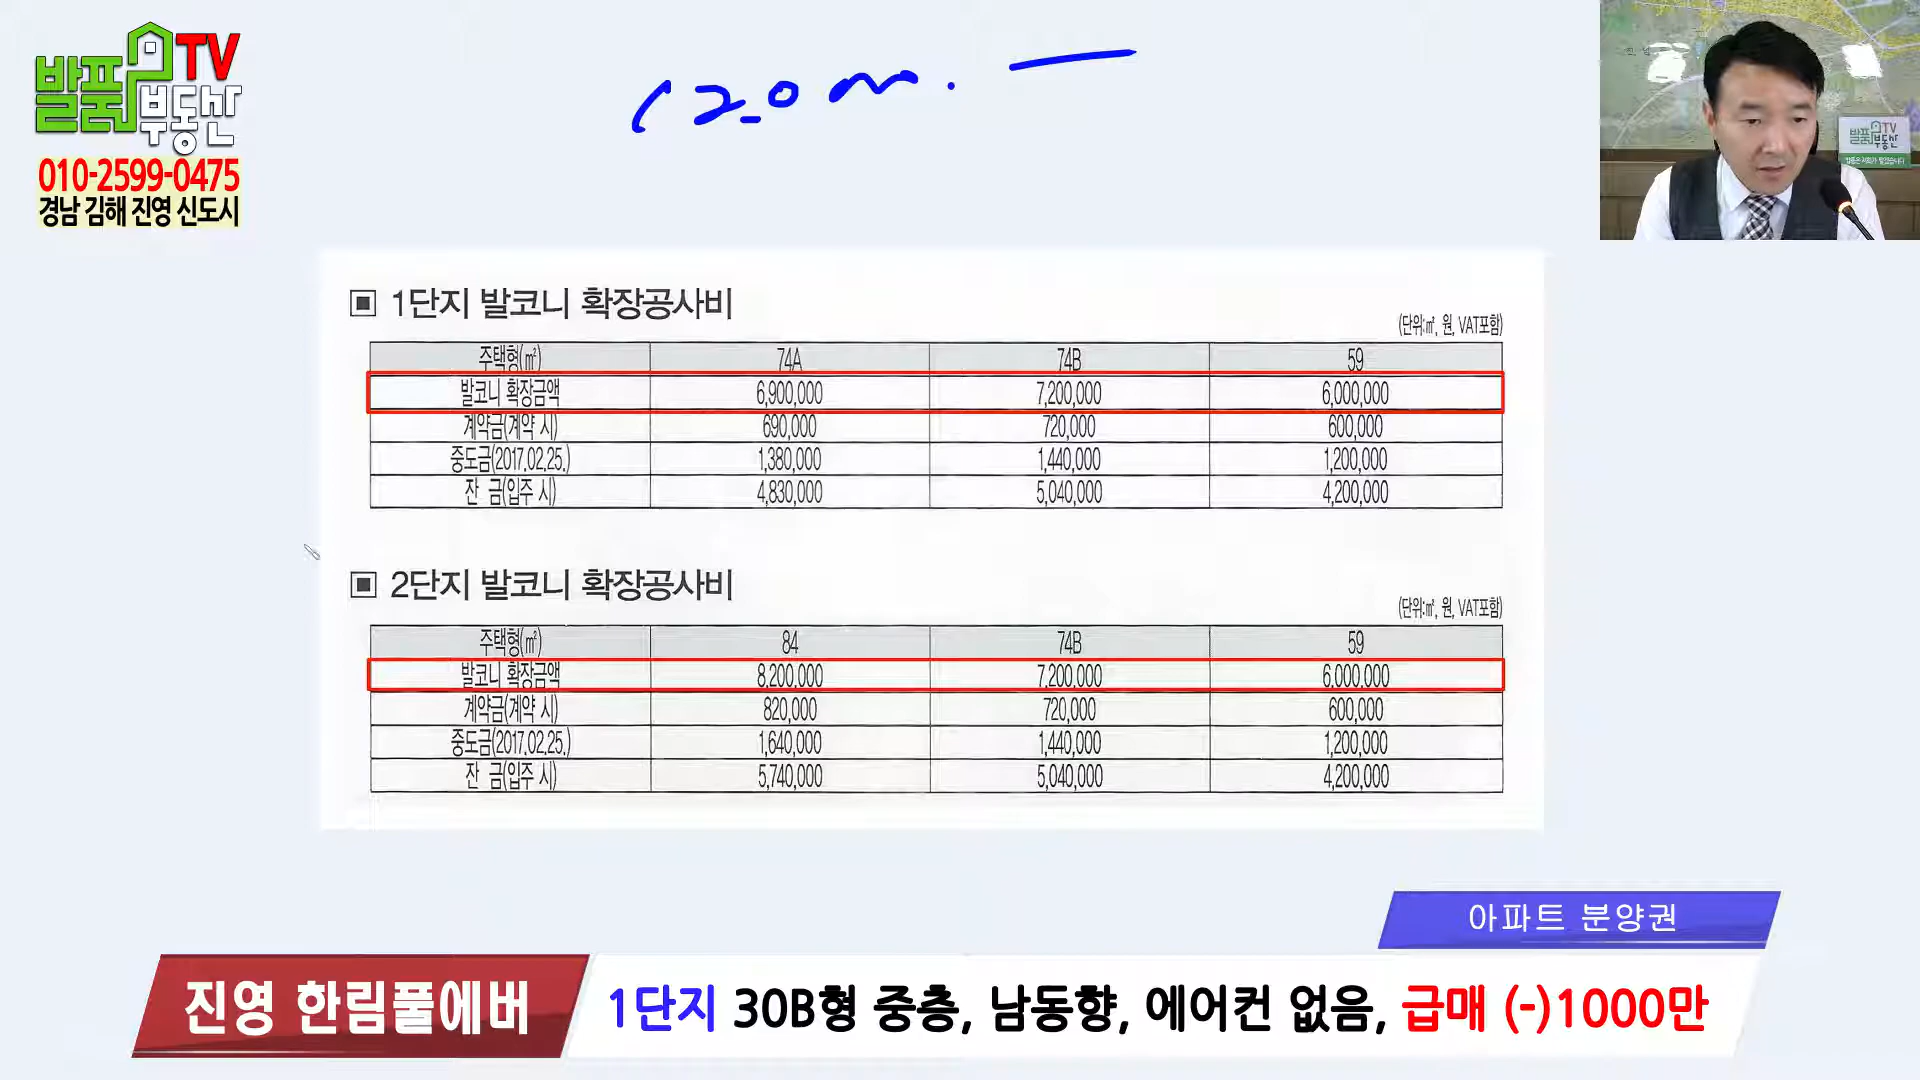 발품 TV
부동산
010-2599-0475
경남 김해 진영 신도시
120m. —
발품 TV
부동산
▣ 1단지 발코니 확장공사비
(단위:㎡, 원, VAT포함)
주택형(㎡) 74A 74B 59
발코니 확장금액 6,900,000 7,200,000 6,000,000
계약금(계약 시) 690,000 720,000 600,000
중도금(2017.02.25.) 1,380,000 1,440,000 1,200,000
잔 금(입주 시) 4,830,000 5,040,000 4,200,000
▣ 2단지 발코니 확장공사비
(단위:㎡, 원, VAT포함)
주택형(㎡) 84 74B 59
발코니 확장금액 8,200,000 7,200,000 6,000,000
계약금(계약 시) 820,000 720,000 600,000
중도금(2017.02.25.) 1,640,000 1,440,000 1,200,000
잔 금(입주 시) 5,740,000 5,040,000 4,200,000
아파트 분양권
진영 한림풀에버 1단지 30B형 중층, 남동향, 에어컨 없음, 급매 (-)1000만